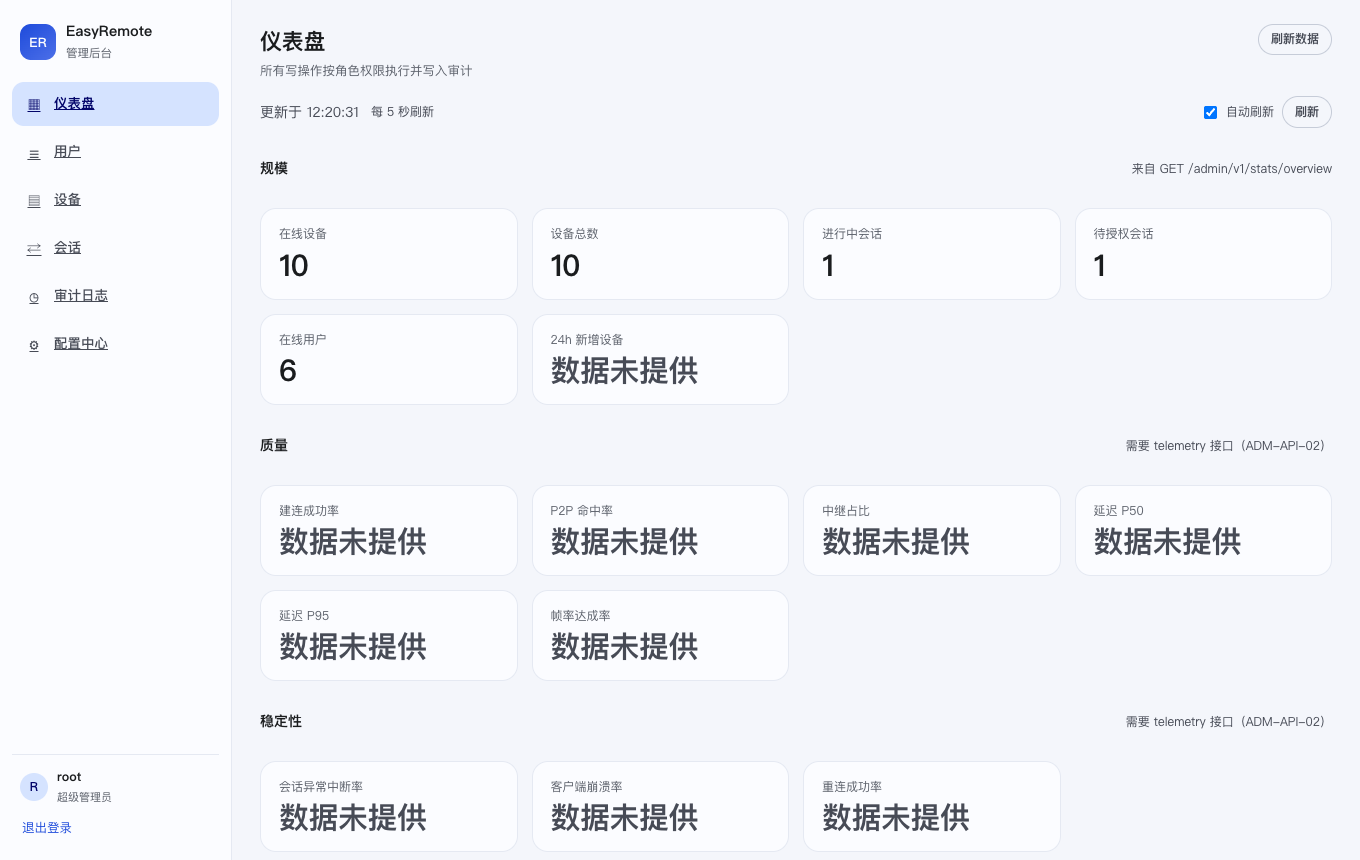 ER
EasyRemote
管理后台
仪表盘
用户
设备
会话
审计日志
配置中心
R
root
超级管理员
退出登录
仪表盘
刷新数据
所有写操作按角色权限执行并写入审计
更新于 12:20:31 每 5 秒刷新
自动刷新 刷新
规模
来自 GET /admin/v1/stats/overview
在线设备
10
设备总数
10
进行中会话
1
待授权会话
1
在线用户
6
24h 新增设备
数据未提供
质量
需要 telemetry 接口（ADM-API-02）
建连成功率
数据未提供
P2P 命中率
数据未提供
中继占比
数据未提供
延迟 P50
数据未提供
延迟 P95
数据未提供
帧率达成率
数据未提供
稳定性
需要 telemetry 接口（ADM-API-02）
会话异常中断率
数据未提供
客户端崩溃率
数据未提供
重连成功率
数据未提供